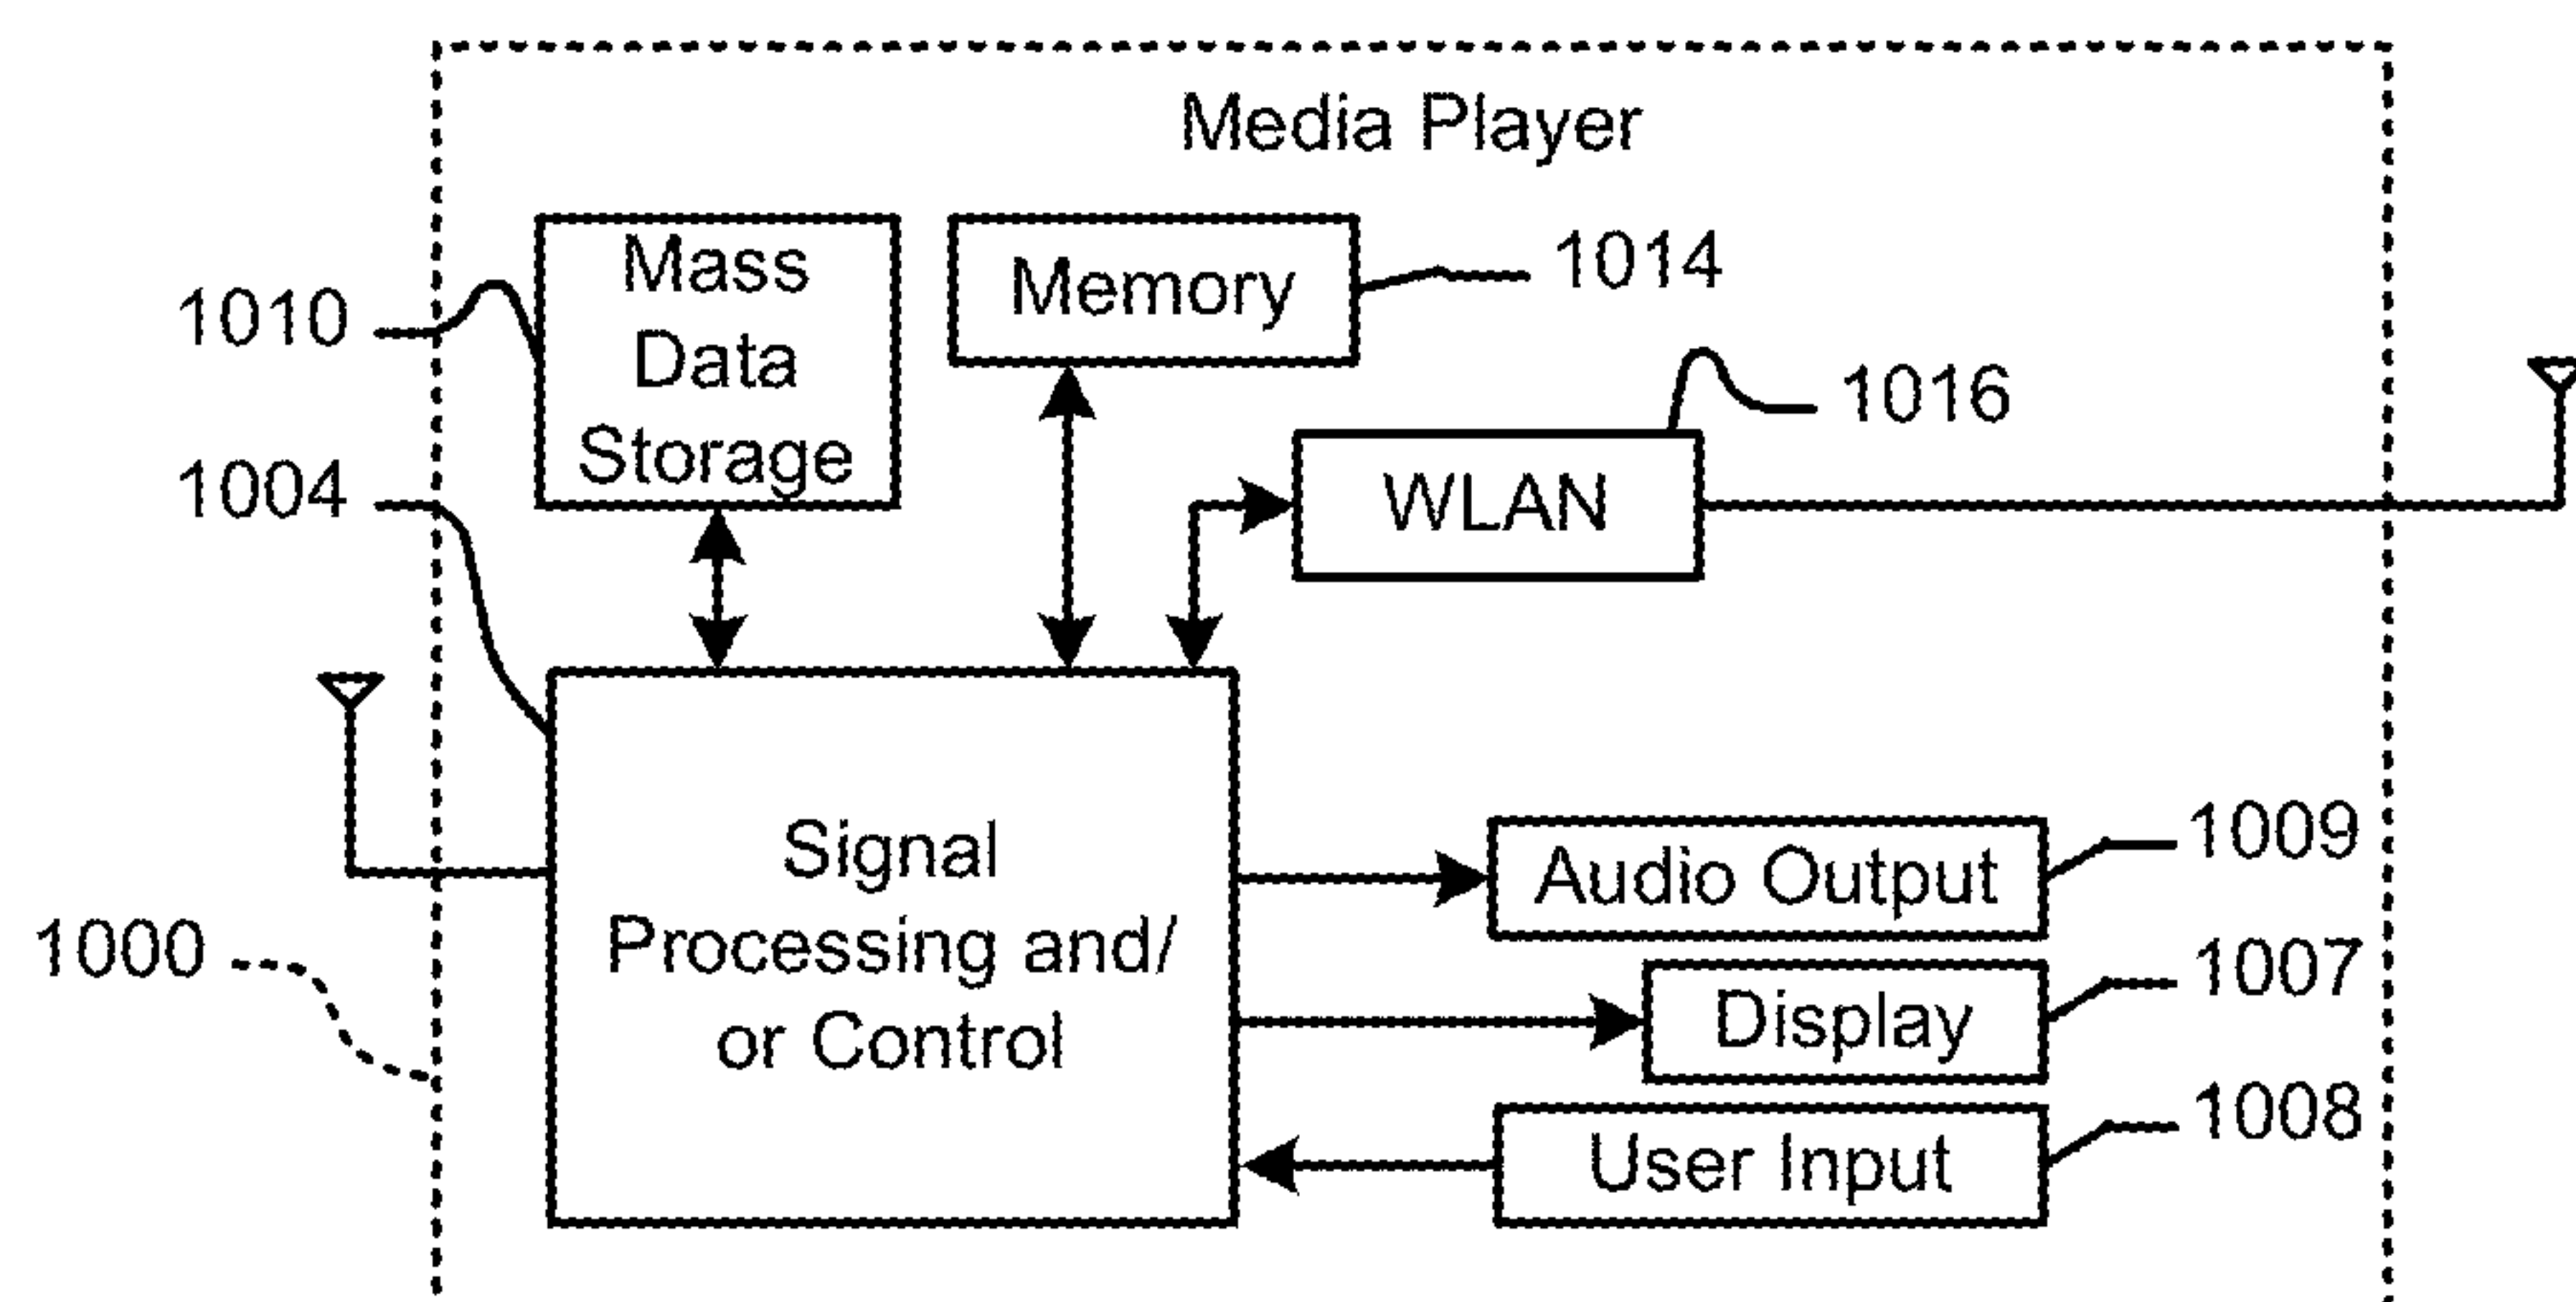 Media Player
1010
Mass
Data
Storage
Memory
1014
1016
1004
WLAN
Signal
Processing and/
or Control
1000
Audio Output
1009
Display
1007
User Input
1008